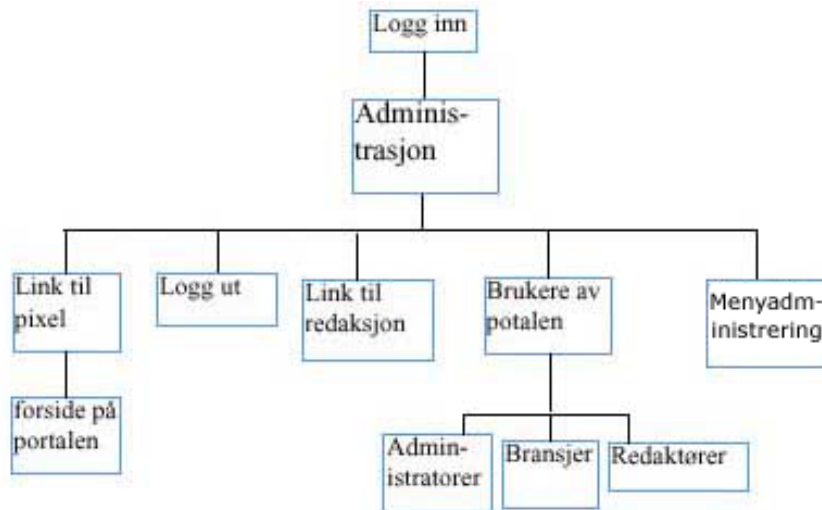 Logg inn
Adminis-
trasjon
Link til
pixel
Logg ut
Link til
redaksjon
Brukere av
potalen
Menyadm-
inistrering
forside på
portalen
Admin-
istratorer
Bransjer
Redaktører